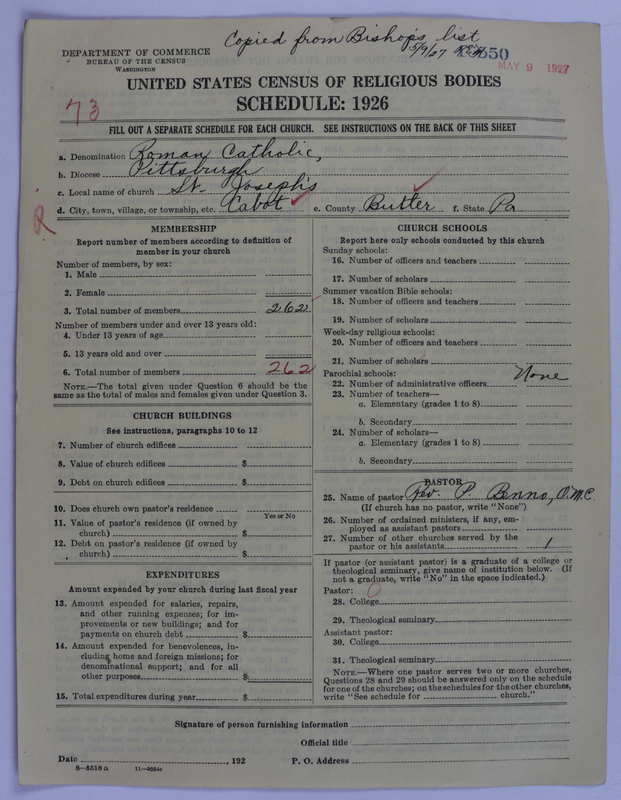 Copied from Bishop's list
5/9/27
DEPARTMENT OF COMMERCE
BUREAU OF THE CENSUS
WASHINGTON
MAY 9 1927
UNITED STATES CENSUS OF RELIGIOUS BODIES
SCHEDULE: 1926
73
FILL OUT A SEPARATE SCHEDULE FOR EACH CHURCH. SEE INSTRUCTIONS ON THE BACK OF THIS SHEET
a. Denomination Roman Catholic,
b. Diocese Pittsburgh
c. Local name of church St. Joseph's
d. City, town, village, or township, etc. Cabot e. County Butler f. State Pa
R
MEMBERSHIP
Report number of members according to definition of
member in your church
Number of members, by sex:
1. Male
2. Female
3. Total number of members 262
Number of members under and over 13 years old:
4. Under 13 years of age
5. 13 years old and over
6. Total number of members 262
NOTE.—The total given under Question 6 should be the
same as the total of males and females given under Question 3.
CHURCH BUILDINGS
See instructions, paragraphs 10 to 12
7. Number of church edifices
8. Value of church edifices $
9. Debt on church edifices $
10. Does church own pastor's residence
Yes or No
11. Value of pastor's residence (if owned by
church) $
12. Debt on pastor's residence (if owned by
church) $
EXPENDITURES
Amount expended by your church during last fiscal year
13. Amount expended for salaries, repairs,
and other running expenses; for im-
provements or new buildings; and for
payments on church debt $
14. Amount expended for benevolences, in-
cluding home and foreign missions; for
denominational support; and for all
other purposes $
15. Total expenditures during year $
CHURCH SCHOOLS
Report here only schools conducted by this church
Sunday schools:
16. Number of officers and teachers
17. Number of scholars
Summer vacation Bible schools:
18. Number of officers and teachers
19. Number of scholars
Week-day religious schools:
20. Number of officers and teachers
21. Number of scholars
Parochial schools: None
22. Number of administrative officers
23. Number of teachers—
a. Elementary (grades 1 to 8)
b. Secondary
24. Number of scholars—
a. Elementary (grades 1 to 8)
b. Secondary
PASTOR
25. Name of pastor Rev. P. Benno, O.M.C.
(If church has no pastor, write "None")
26. Number of ordained ministers, if any, em-
ployed as assistant pastors
27. Number of other churches served by the
pastor or his assistants 1
If pastor (or assistant pastor) is a graduate of a college or
theological seminary, give name of institution below. (If
not a graduate, write "No" in the space indicated.)
Pastor: 0
28. College
29. Theological seminary
Assistant pastor:
30. College
31. Theological seminary
NOTE.—Where one pastor serves two or more churches,
Questions 28 and 29 should be answered only on the schedule
for one of the churches; on the schedules for the other churches,
write "See schedule for church."
Signature of person furnishing information
Official title
Date , 192 P. O. Address
8—5518 a 11—9054c